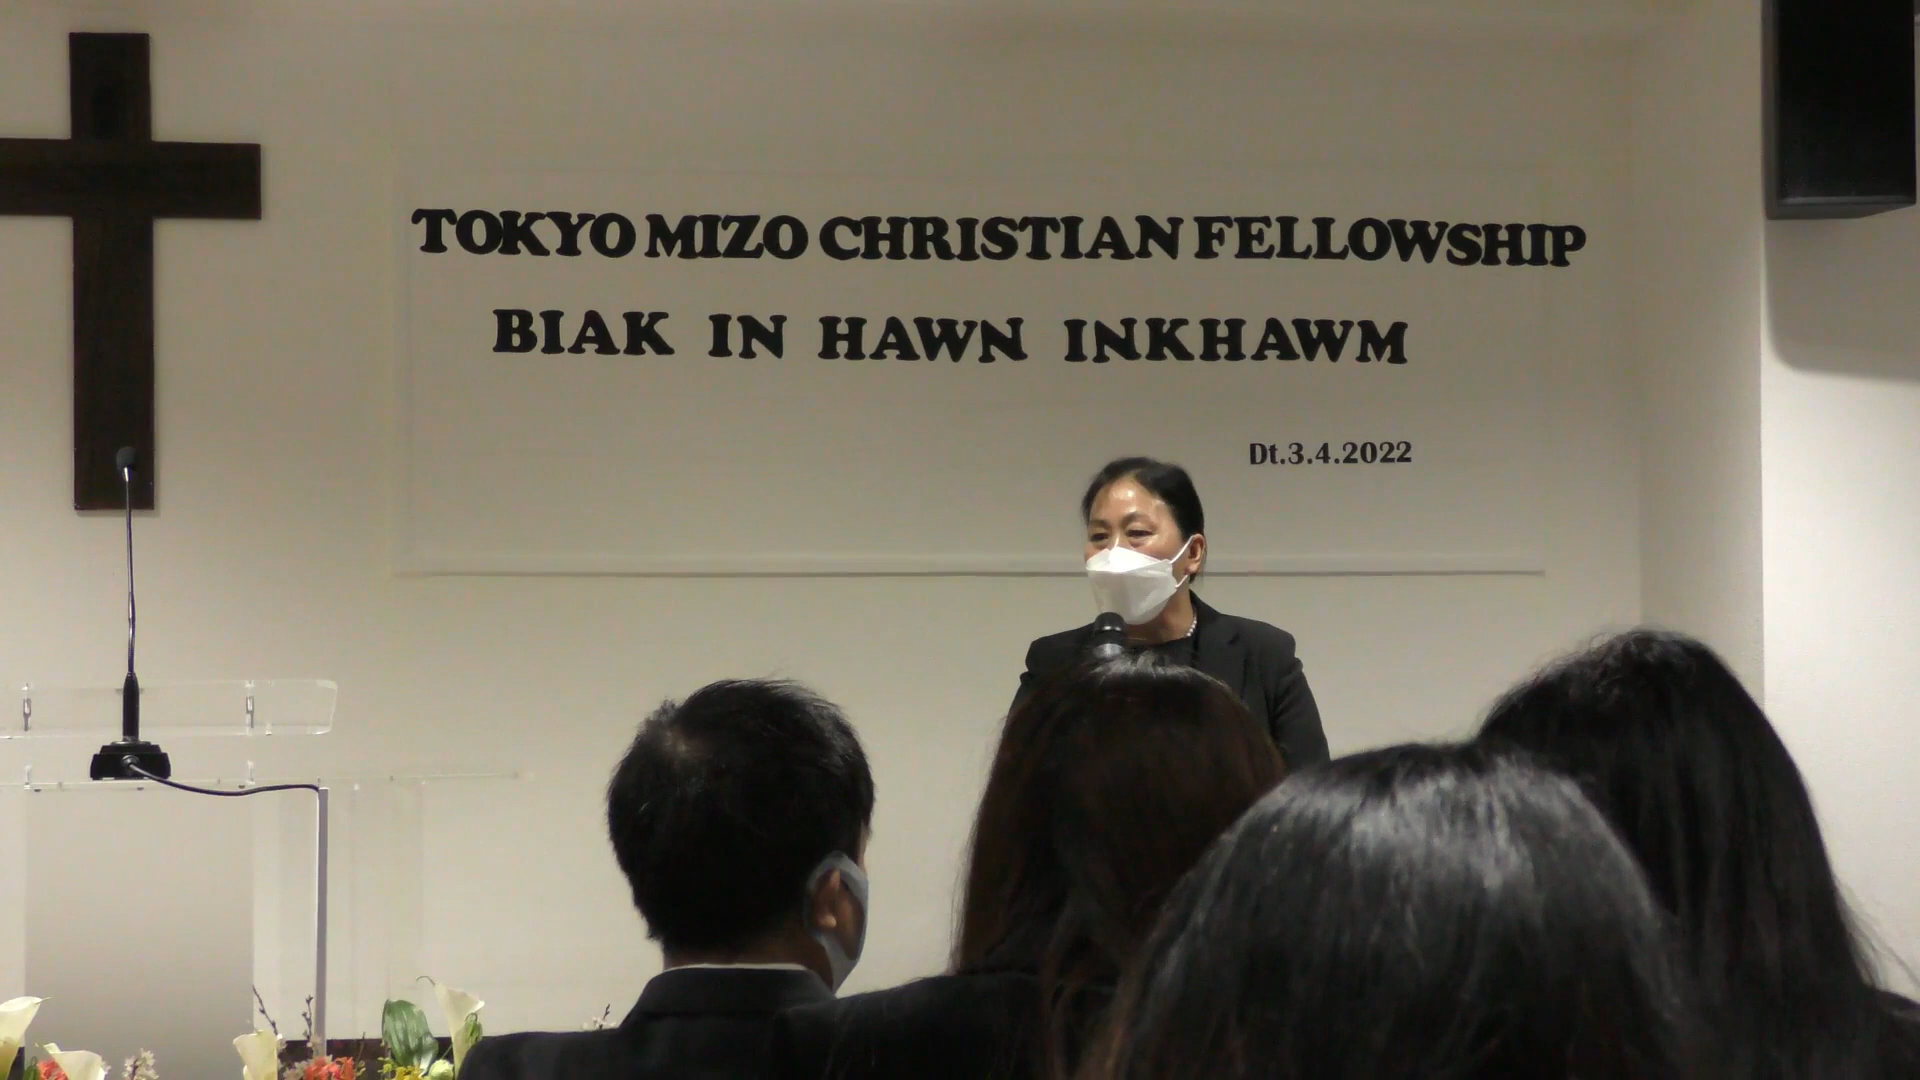 TOKYO MIZO CHRISTIAN FELLOWSHIP
BIAK IN HAWN INKHAWM
Dt.3.4.2022